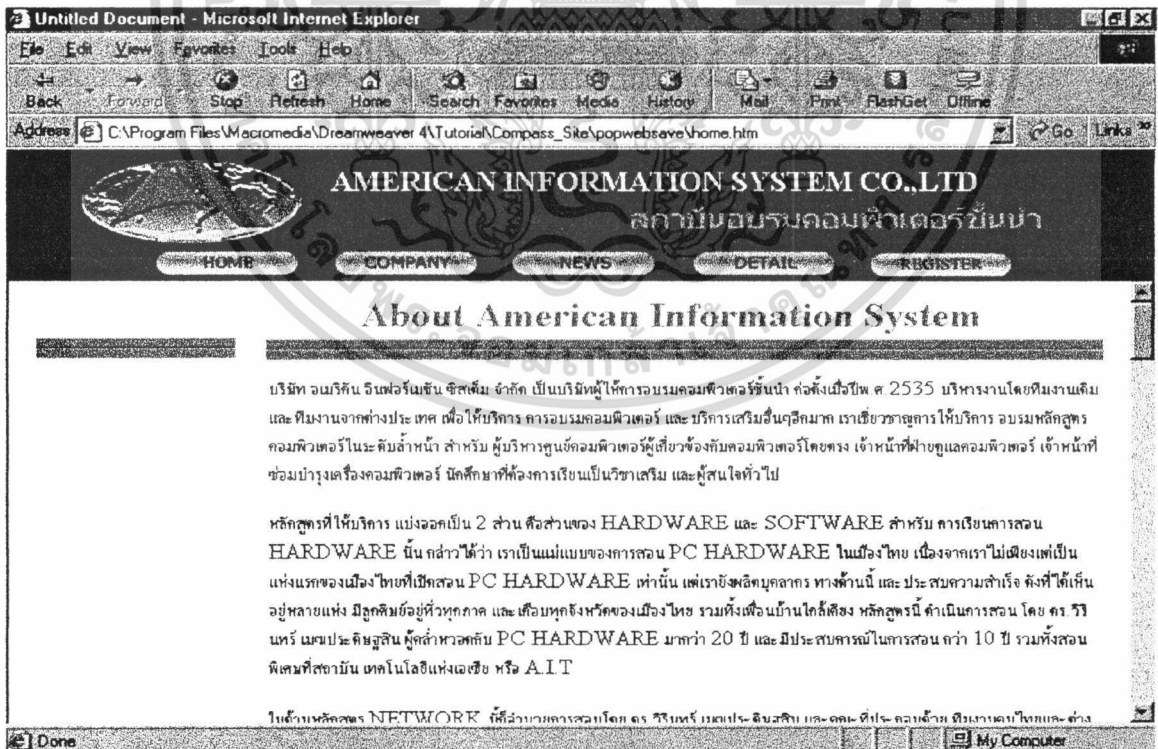 Untitled Document - Microsoft Internet Explorer
File Edit View Favorites Tools Help
Back Forward Stop Refresh Home Search Favorites Media History Mail Print FlashGet Offline
Address C:\Program Files\Macromedia\Dreamweaver 4\Tutorial\Compass_Site\popwebsave\home.htm Go Links
AMERICAN INFORMATION SYSTEM CO.,LTD
สถาบันอบรมคอมพิวเตอร์ชั้นนำ
HOME COMPANY NEWS DETAIL REGISTER
About American Information System
บริษัท อเมริกัน อินฟอร์เมชัน ซิสเต็ม จำกัด เป็นบริษัทผู้ให้การอบรมคอมพิวเตอร์ชั้นนำ ก่อตั้งเมื่อปีพ.ศ. 2535 บริหารงานโดยทีมงานเดิม
และ ทีมงานจากต่างประเทศ เพื่อให้บริการ การอบรมคอมพิวเตอร์ และ บริการเสริมอื่นๆอีกมาก เราเชี่ยวชาญการให้บริการ อบรมหลักสูตร
คอมพิวเตอร์ในระดับล้ำหน้า สำหรับ ผู้บริหารศูนย์คอมพิวเตอร์ผู้เกี่ยวข้องกับคอมพิวเตอร์โดยตรง เจ้าหน้าที่ฝ่ายดูแลคอมพิวเตอร์ เจ้าหน้าที่
ซ่อมบำรุงเครื่องคอมพิวเตอร์ นักศึกษาที่ต้องการเรียนเป็นวิชาเสริม และผู้สนใจทั่วไป
หลักสูตรที่ให้บริการ แบ่งออกเป็น 2 ส่วน คือส่วนของ HARDWARE และ SOFTWARE สำหรับ การเรียนการสอน
HARDWARE นั้น กล่าวได้ว่า เราเป็นแม่แบบของการสอน PC HARDWARE ในเมืองไทย เนื่องจากเราไม่เพียงแต่เป็น
แห่งแรกของเมืองไทยที่เปิดสอน PC HARDWARE เท่านั้น แต่เรายังผลิตบุคลากร ทางด้านนี้ และ ประสบความสำเร็จ ดังที่ได้เห็น
อยู่หลายแห่ง มีลูกศิษย์อยู่ทั่วทุกภาค และ เกือบทุกจังหวัดของเมืองไทย รวมทั้งเพื่อนบ้านใกล้เคียง หลักสูตรนี้ ดำเนินการสอน โดย ดร.วิริ
นทร์ เมฆประดิษฐสิน ผู้คล่ำหวอดกับ PC HARDWARE มากว่า 20 ปี และ มีประสบการณ์ในการสอน กว่า 10 ปี รวมทั้งสอน
พิเศษที่สถาบัน เทคโนโลยีแห่งเอเชีย หรือ A.I.T
ในด้านหลักสูตร NETWORK
Done My Computer